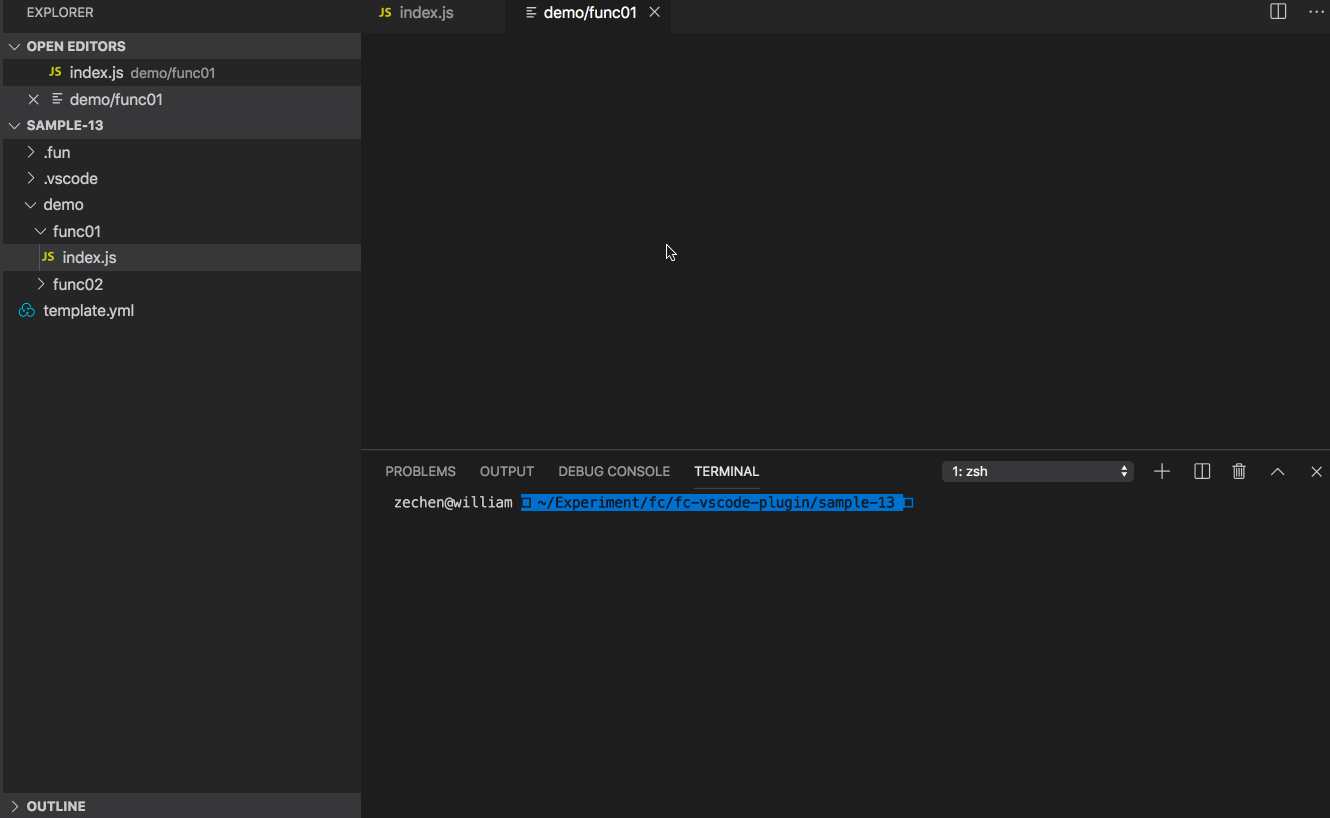 EXPLORER
OPEN EDITORS
JS index.js demo/func01
demo/func01
SAMPLE-13
.fun
.vscode
demo
func01
JS index.js
func02
template.yml
OUTLINE
JS index.js demo/func01
PROBLEMS OUTPUT DEBUG CONSOLE TERMINAL 1: zsh
zechen@william ~/Experiment/fc/fc-vscode-plugin/sample-13